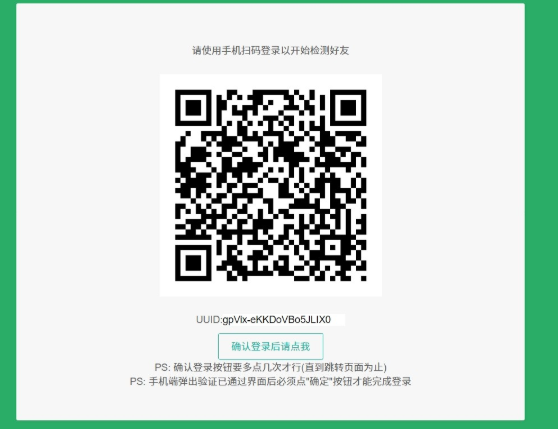 请使用手机扫码登录以开始检测好友
UUID:gpVlx-eKKDoVBo5JLIX0
确认登录后请点我
PS: 确认登录按钮要多点几次才行(直到跳转页面为止)
PS: 手机端弹出验证已通过界面后必须点"确定"按钮才能完成登录